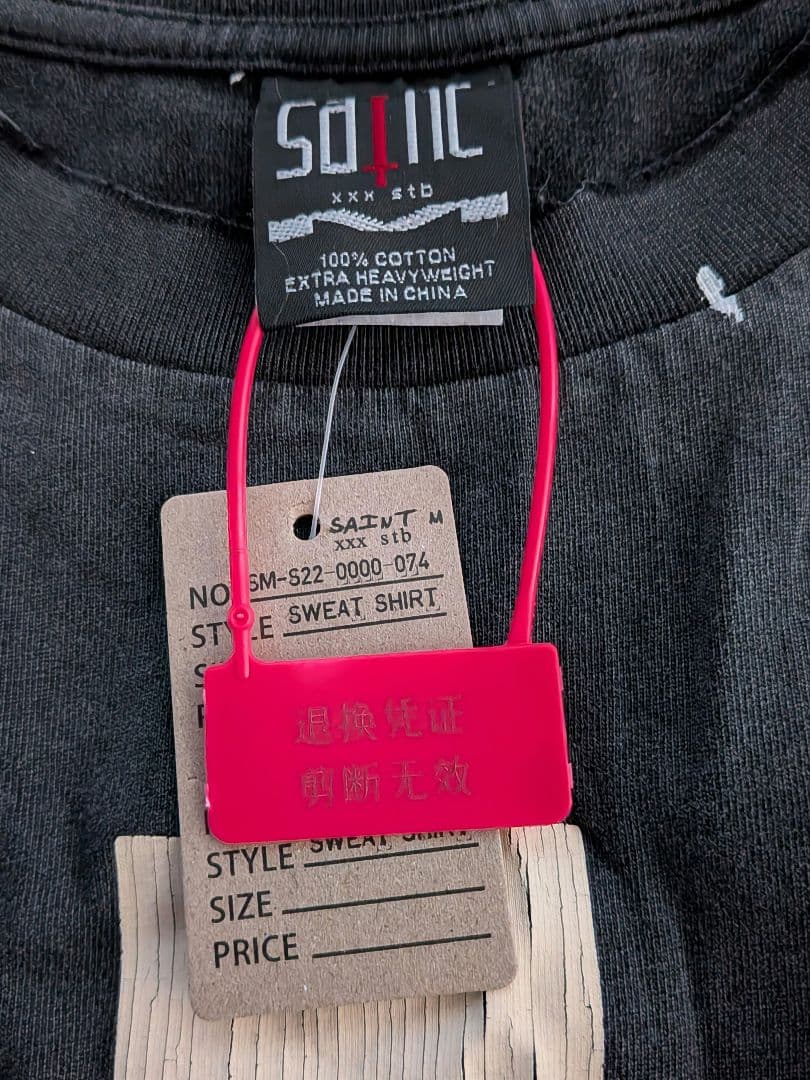 saint
xxx stb
100% COTTON
EXTRA HEAVYWEIGHT
MADE IN CHINA
SAINT M
xxx stb
NO. SM-S22-0000-074
STYLE SWEAT SHIRT
退换凭证
剪断无效
STYLE SWEAT SHIRT
SIZE
PRICE